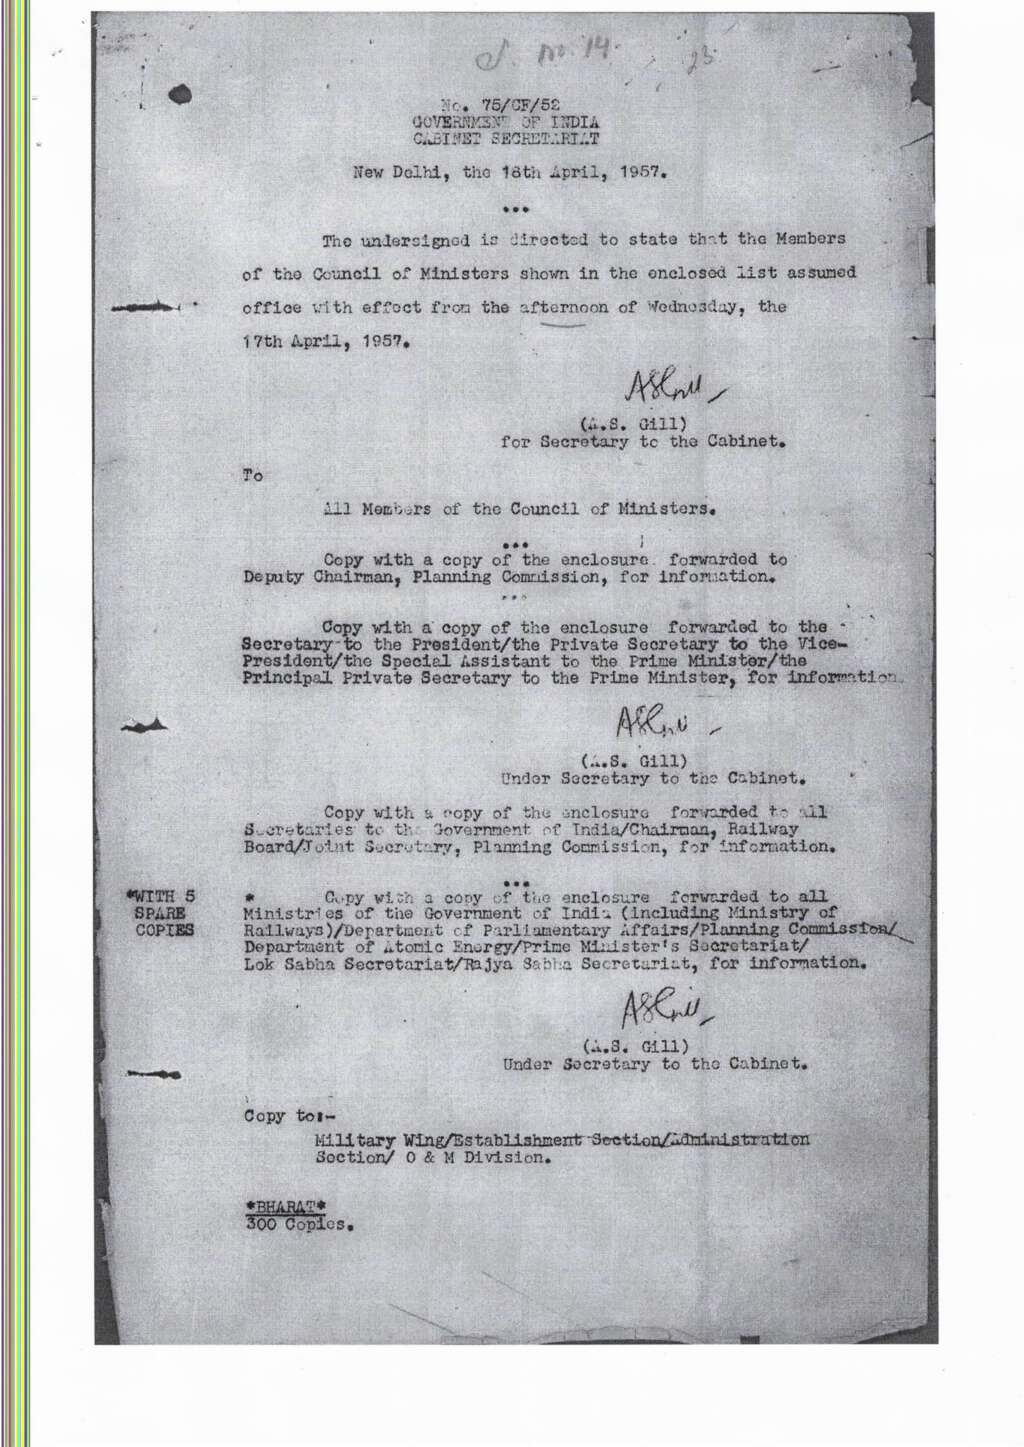 No. 14.
23
No. 75/CF/52
GOVERNMENT OF INDIA
CABINET SECRETARIAT
New Delhi, the 18th April, 1957.
...
The undersigned is directed to state that the Members
of the Council of Ministers shown in the enclosed list assumed
office with effect from the afternoon of Wednesday, the
17th April, 1957.
ASGill
(A.S. Gill)
for Secretary to the Cabinet.
To
All Members of the Council of Ministers.
...
Copy with a copy of the enclosure forwarded to
Deputy Chairman, Planning Commission, for information.
...
Copy with a copy of the enclosure forwarded to the
Secretary to the President/the Private Secretary to the Vice-
President/the Special Assistant to the Prime Minister/the
Principal Private Secretary to the Prime Minister, for information.
ASGill
(A.S. Gill)
Under Secretary to the Cabinet.
Copy with a copy of the enclosure forwarded to all
Secretaries to the Government of India/Chairman, Railway
Board/Joint Secretary, Planning Commission, for information.
...
*WITH 5
SPARE
COPIES
* Copy with a copy of the enclosure forwarded to all
Ministries of the Government of India (including Ministry of
Railways)/Department of Parliamentary Affairs/Planning Commission/
Department of Atomic Energy/Prime Minister's Secretariat/
Lok Sabha Secretariat/Rajya Sabha Secretariat, for information.
ASGill
(A.S. Gill)
Under Secretary to the Cabinet.
Copy to:-
Military Wing/Establishment Section/Administration
Section/ O & M Division.
*BHARAT*
300 Copies.